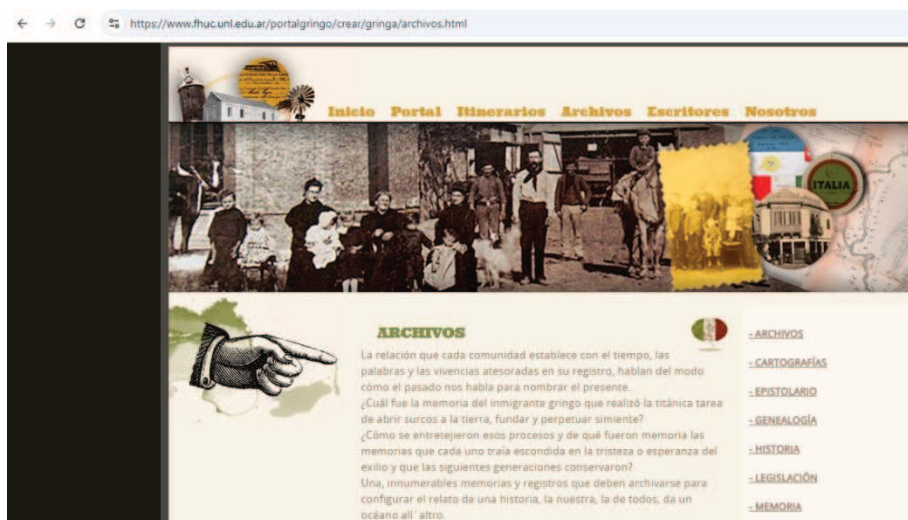 https://www.fhuc.unl.edu.ar/portalgringo/crear/gringa/archivos.html
Inicio Portal Itinerarios Archivos Escritores Nosotros
ITALIA
ARCHIVOS
La relación que cada comunidad establece con el tiempo, las
palabras y las vivencias atesoradas en su registro, hablan del modo
cómo el pasado nos habla para nombrar el presente.
¿Cuál fue la memoria del inmigrante gringo que realizó la titánica tarea
de abrir surcos a la tierra, fundar y perpetuar simiente?
¿Cómo se entretejieron esos procesos y de qué fueron memoria las
memorias que cada uno traía escondida en la tristeza o esperanza del
exilio y que las siguientes generaciones conservaron?
Una, innumerables memorias y registros que deben archivarse para
configurar el relato de una historia, la nuestra, la de todos, da un
océano all´altro.
- ARCHIVOS
- CARTOGRAFÍAS
- EPISTOLARIO
- GENEALOGÍA
- HISTORIA
- LEGISLACIÓN
- MEMORIA